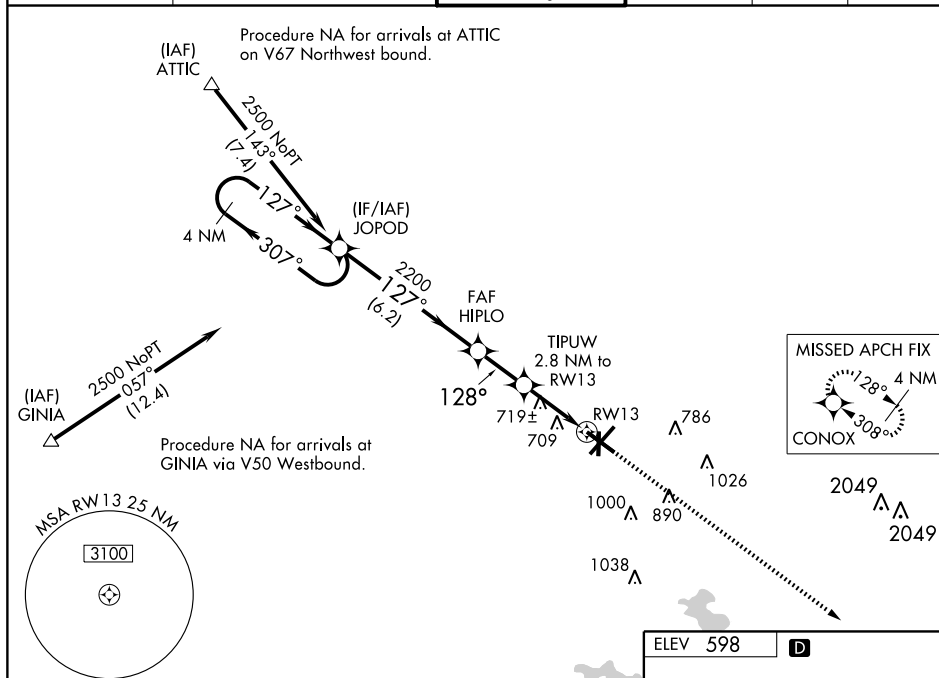 Procedure NA for arrivals at ATTIC
on V67 Northwest bound.
(IAF)
ATTIC
2500 NoPT
143°
(7.4)
127°
(IF/IAF)
JOPOD
4 NM
307°
2200
127°
(6.2)
FAF
HIPLO
TIPUW
2.8 NM to
RW13
128°
2500 NoPT
057°
(12.4)
(IAF)
GINIA
719±
709
RW13
786
1026
MISSED APCH FIX
128°
4 NM
308°
CONOX
Procedure NA for arrivals at
GINIA via V50 Westbound.
1000
890
2049
2049
1038
MSA RW13 25 NM
3100
ELEV 598
D